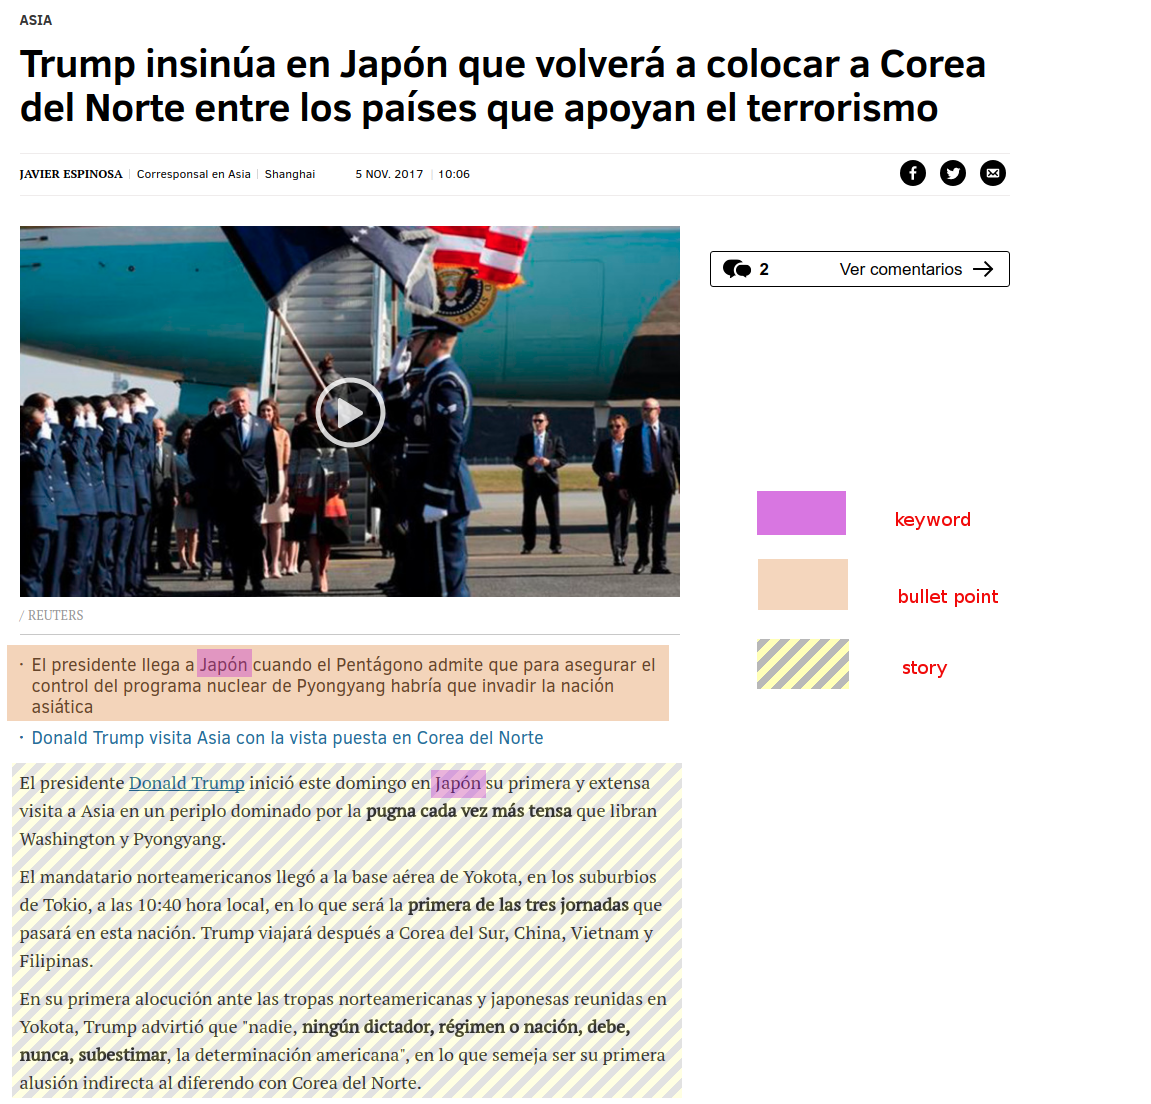 ASIA
Trump insinúa en Japón que volverá a colocar a Corea
del Norte entre los países que apoyan el terrorismo
JAVIER ESPINOSA Corresponsal en Asia Shanghai 5 NOV. 2017 10:06
2 Ver comentarios
keyword
bullet point
story
/ REUTERS
· El presidente llega a Japón cuando el Pentágono admite que para asegurar el
control del programa nuclear de Pyongyang habría que invadir la nación
asiática
· Donald Trump visita Asia con la vista puesta en Corea del Norte
El presidente Donald Trump inició este domingo en Japón su primera y extensa
visita a Asia en un periplo dominado por la pugna cada vez más tensa que libran
Washington y Pyongyang.
El mandatario norteamericanos llegó a la base aérea de Yokota, en los suburbios
de Tokio, a las 10:40 hora local, en lo que será la primera de las tres jornadas que
pasará en esta nación. Trump viajará después a Corea del Sur, China, Vietnam y
Filipinas.
En su primera alocución ante las tropas norteamericanas y japonesas reunidas en
Yokota, Trump advirtió que "nadie, ningún dictador, régimen o nación, debe,
nunca, subestimar, la determinación americana", en lo que semeja ser su primera
alusión indirecta al diferendo con Corea del Norte.